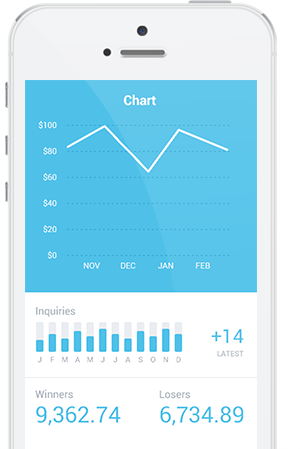 Chart
$100
$80
$60
$40
$20
$0
NOV DEC JAN FEB
Inquiries
+14
LATEST
J F M A M J J A S O N D
Winners Losers
9,362.74 6,734.89